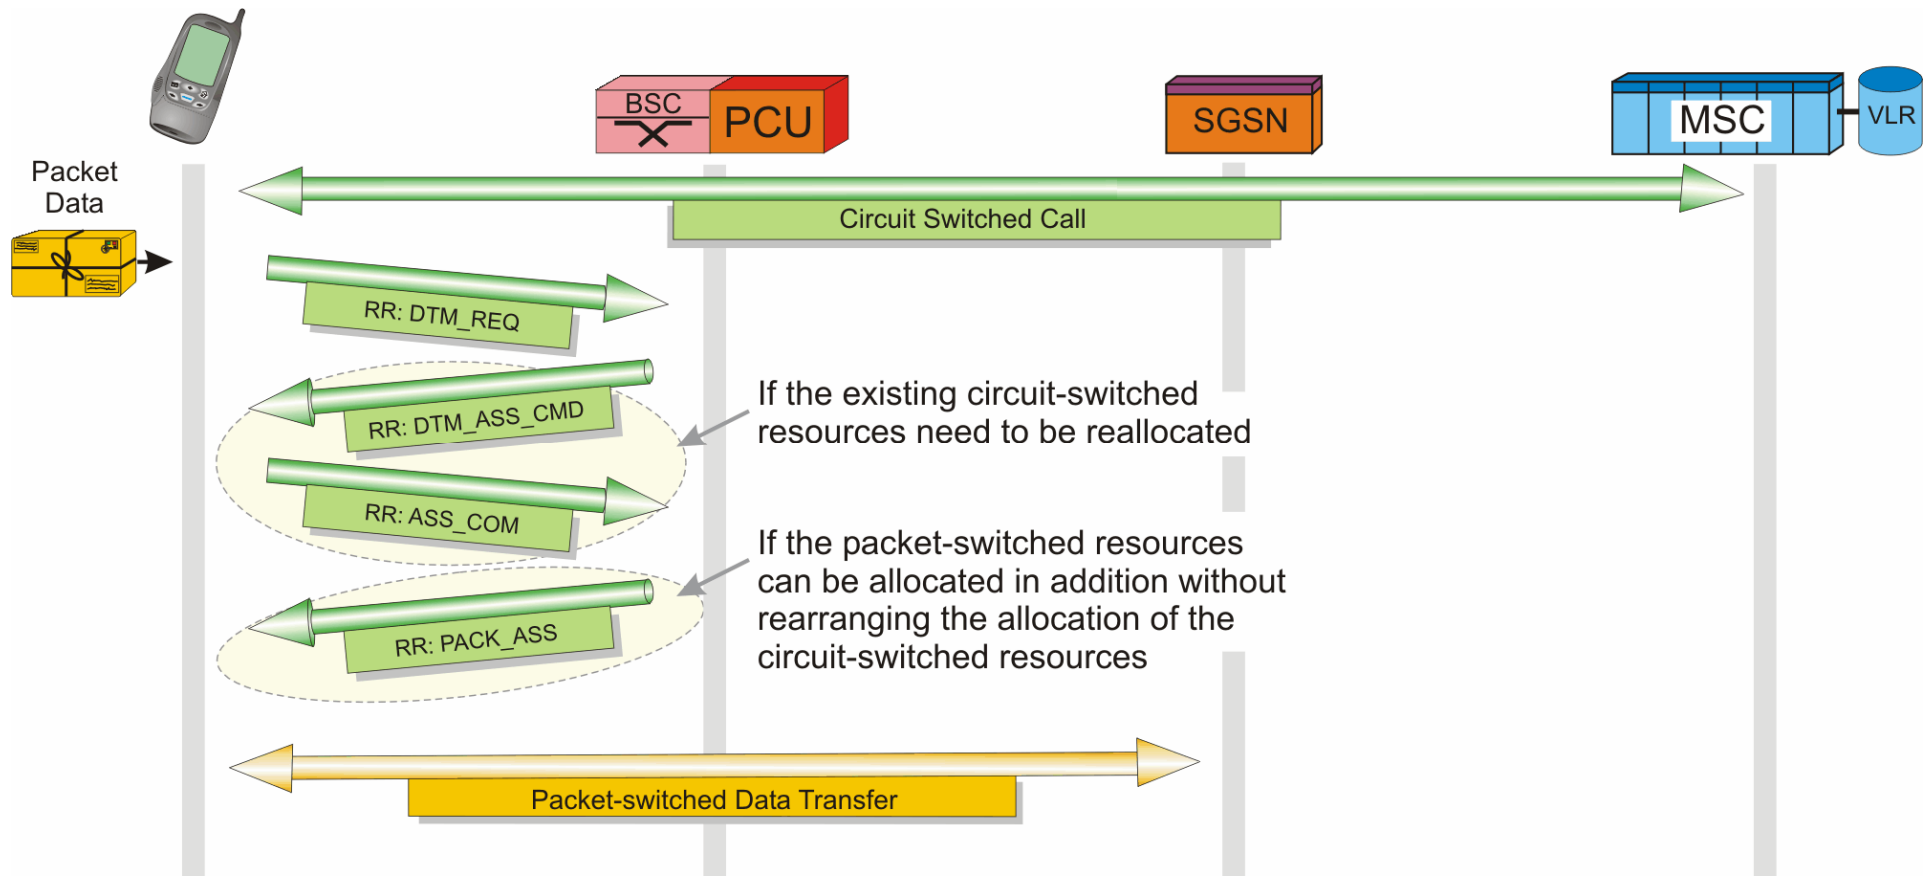 BSC
PCU
SGSN
MSC
VLR
Packet
Data
Circuit Switched Call
RR: DTM_REQ
RR: DTM_ASS_CMD
If the existing circuit-switched
resources need to be reallocated
RR: ASS_COM
If the packet-switched resources
can be allocated in addition without
rearranging the allocation of the
circuit-switched resources
RR: PACK_ASS
Packet-switched Data Transfer